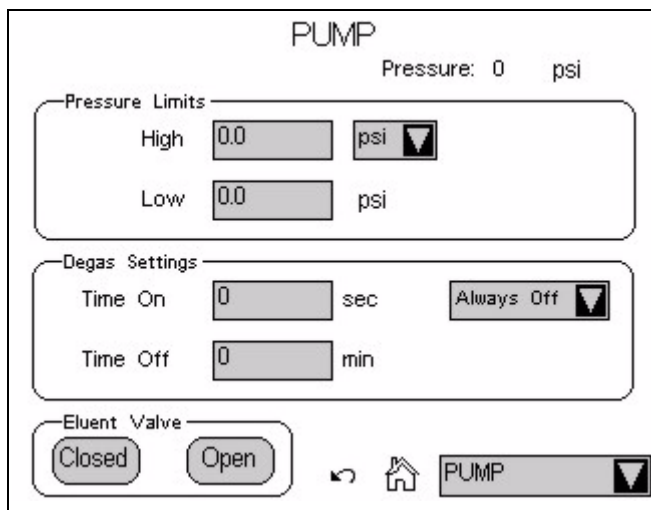 PUMP
Pressure: 0 psi
Pressure Limits
High 0.0 psi
Low 0.0 psi
Degas Settings
Time On 0 sec Always Off
Time Off 0 min
Eluent Valve
Closed Open PUMP